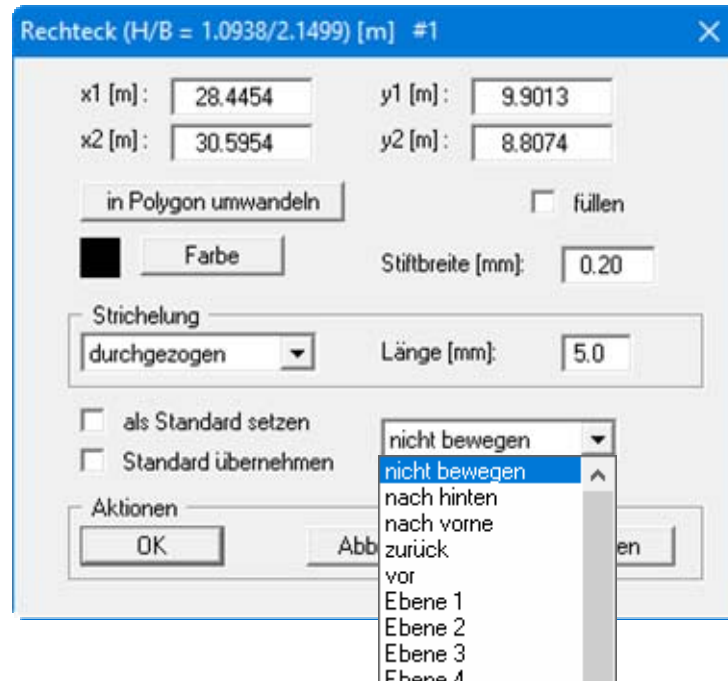 Rechteck (H/B = 1.0938/2.1499) [m] #1
x1 [m] : 28.4454 y1 [m] : 9.9013
x2 [m] : 30.5954 y2 [m] : 8.8074
in Polygon umwandeln füllen
Farbe Stiftbreite [mm]: 0.20
Strichelung
durchgezogen Länge [mm]: 5.0
als Standard setzen
nicht bewegen
Standard übernehmen
nicht bewegen
nach hinten
Aktionen
nach vorne
OK
zurück
vor
Ebene 1
Ebene 2
Ebene 3
Ebene 4